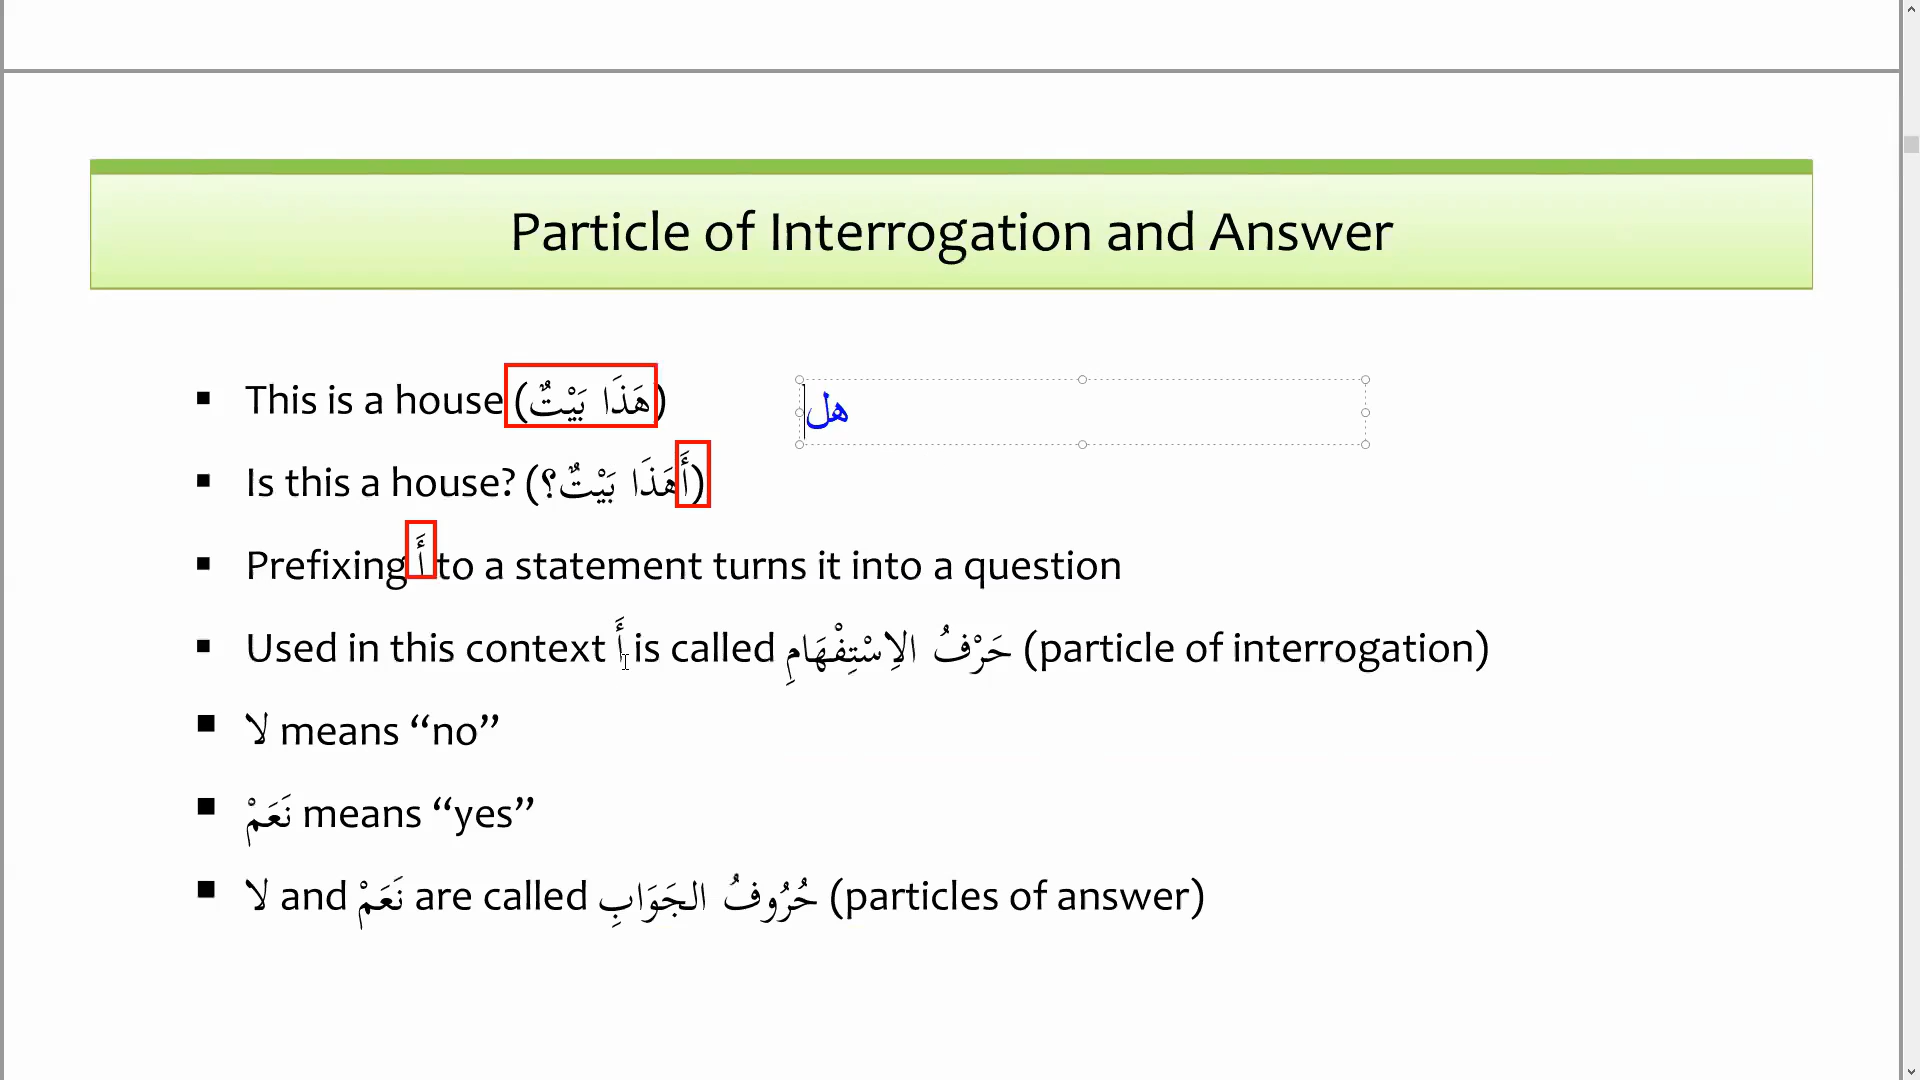 Particle of Interrogation and Answer
▪ This is a house (هَذَا بَيْتٌ)
هل
▪ Is this a house? (أَهَذَا بَيْتٌ؟)
▪ Prefixing أَ to a statement turns it into a question
▪ Used in this context أَ is called حَرْفُ الاِسْتِفْهَامِ (particle of interrogation)
▪ لا means “no”
▪ نَعَمْ means “yes”
▪ لا and نَعَمْ are called حُرُوفُ الجَوَابِ (particles of answer)